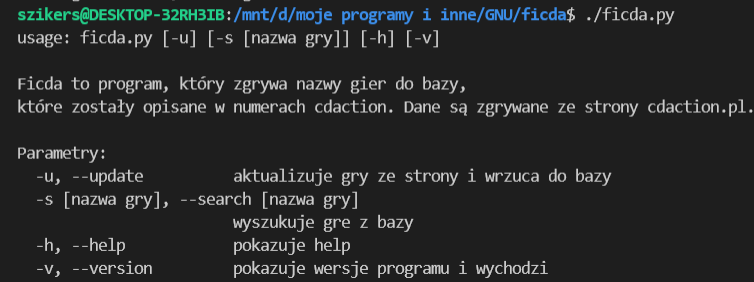 szikers@DESKTOP-32RH3IB:/mnt/d/moje programy i inne/GNU/ficda$ ./ficda.py
usage: ficda.py [-u] [-s [nazwa gry]] [-h] [-v]
Ficda to program, który zgrywa nazwy gier do bazy,
które zostały opisane w numerach cdaction. Dane są zgrywane ze strony cdaction.pl.
Parametry:
-u, --update aktualizuje gry ze strony i wrzuca do bazy
-s [nazwa gry], --search [nazwa gry]
wyszukuje gre z bazy
-h, --help pokazuje help
-v, --version pokazuje wersje programu i wychodzi